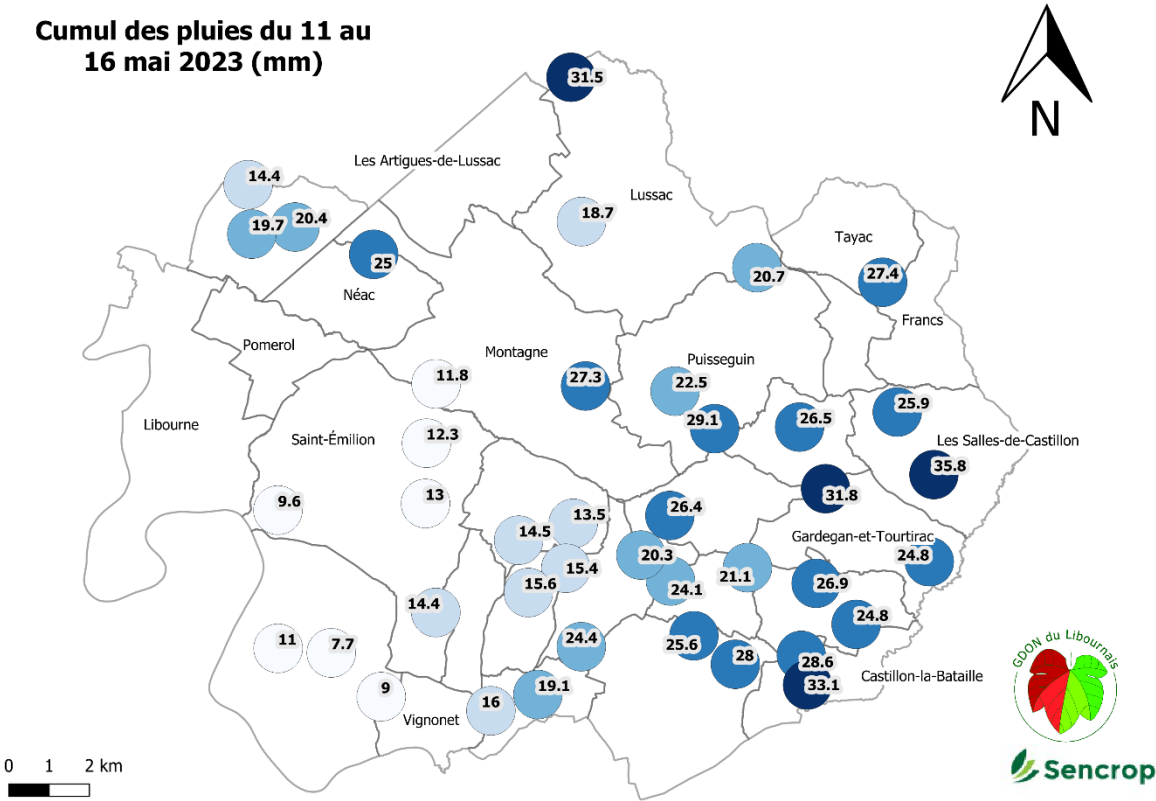 Cumul des pluies du 11 au
16 mai 2023 (mm)
N
31.5
Les Artigues-de-Lussac
14.4
Lussac
18.7
19.7
20.4
Tayac
25
20.7
27.4
Néac
Francs
Pomerol
Montagne
Puisseguin
11.8
27.3
22.5
25.9
Libourne
Saint-Émilion
12.3
29.1
26.5
Les Salles-de-Castillon
35.8
9.6
13
31.8
14.5
13.5
26.4
Gardegan-et-Tourtirac
24.8
20.3
15.4
21.1
24.1
26.9
15.6
14.4
24.8
11
7.7
24.4
25.6
28
28.6
33.1
Castillon-la-Bataille
9
19.1
16
Vignonet
GDON du Libournais
0 1 2 km
Sencrop